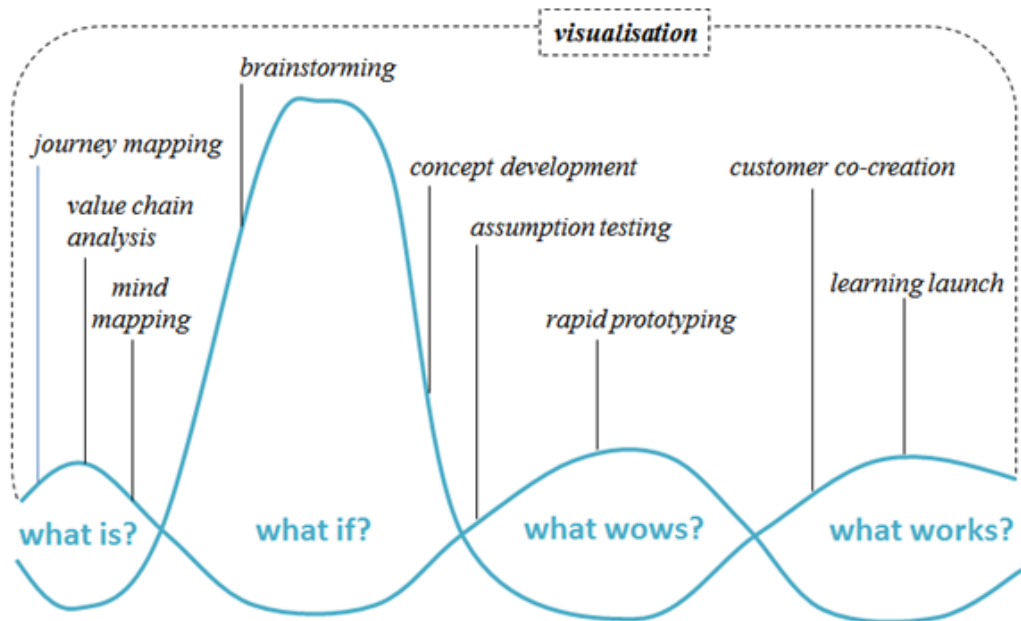 visualisation
brainstorming
journey mapping
value chain
analysis
mind
mapping
concept development
assumption testing
rapid prototyping
customer co-creation
learning launch
what is?
what if?
what wows?
what works?